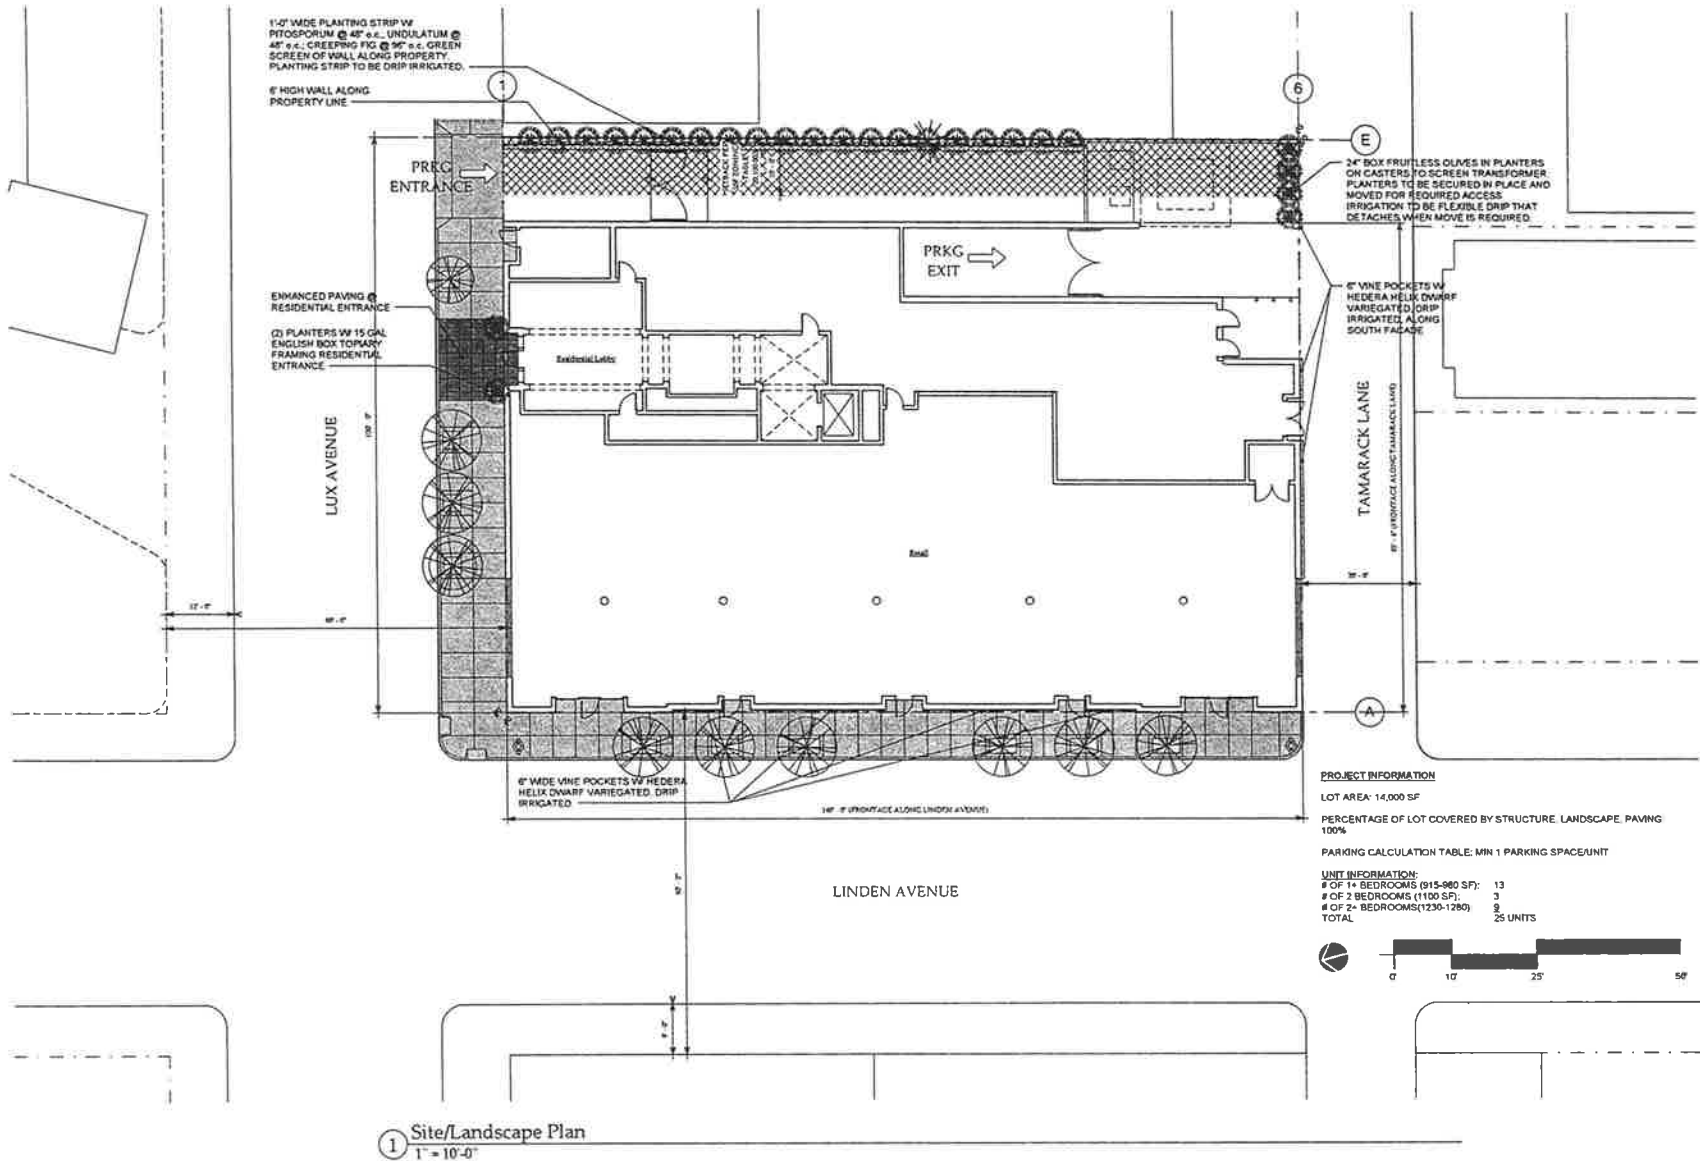 1'-0" WIDE PLANTING STRIP W/
PITOSPORUM @ 48" o.c., UNDULATUM @
48" o.c.; CREEPING FIG @ 96" o.c. GREEN
SCREEN OF WALL ALONG PROPERTY.
PLANTING STRIP TO BE DRIP IRRIGATED.
6' HIGH WALL ALONG
PROPERTY LINE
1
6
E
PRKG
ENTRANCE
24" BOX FRUITLESS OLIVES IN PLANTERS
ON CASTERS TO SCREEN TRANSFORMER
PLANTERS TO BE SECURED IN PLACE AND
MOVED FOR REQUIRED ACCESS
IRRIGATION TO BE FLEXIBLE DRIP THAT
DETACHES WHEN MOVE IS REQUIRED
PRKG
EXIT
ENHANCED PAVING @
RESIDENTIAL ENTRANCE
(2) PLANTERS W/ 15 GAL
ENGLISH BOX TOPIARY
FRAMING RESIDENTIAL
ENTRANCE
6" VINE POCKETS W/
HEDERA HELIX DWARF
VARIEGATED, DRIP
IRRIGATED, ALONG
SOUTH FACADE
Residential Lobby
LUX AVENUE
TAMARACK LANE
Retail
A
6" WIDE VINE POCKETS W/ HEDERA
HELIX DWARF VARIEGATED. DRIP
IRRIGATED
140'-0" (FRONTAGE ALONG LINDEN AVENUE)
LINDEN AVENUE
PROJECT INFORMATION
LOT AREA: 14,000 SF
PERCENTAGE OF LOT COVERED BY STRUCTURE, LANDSCAPE, PAVING
100%
PARKING CALCULATION TABLE: MIN 1 PARKING SPACE/UNIT
UNIT INFORMATION:
# OF 1+ BEDROOMS (915-960 SF): 13
# OF 2 BEDROOMS (1100 SF): 3
# OF 2+ BEDROOMS(1230-1280) 9
TOTAL 25 UNITS
0' 10' 25' 50'
1
Site/Landscape Plan
1" = 10'-0"